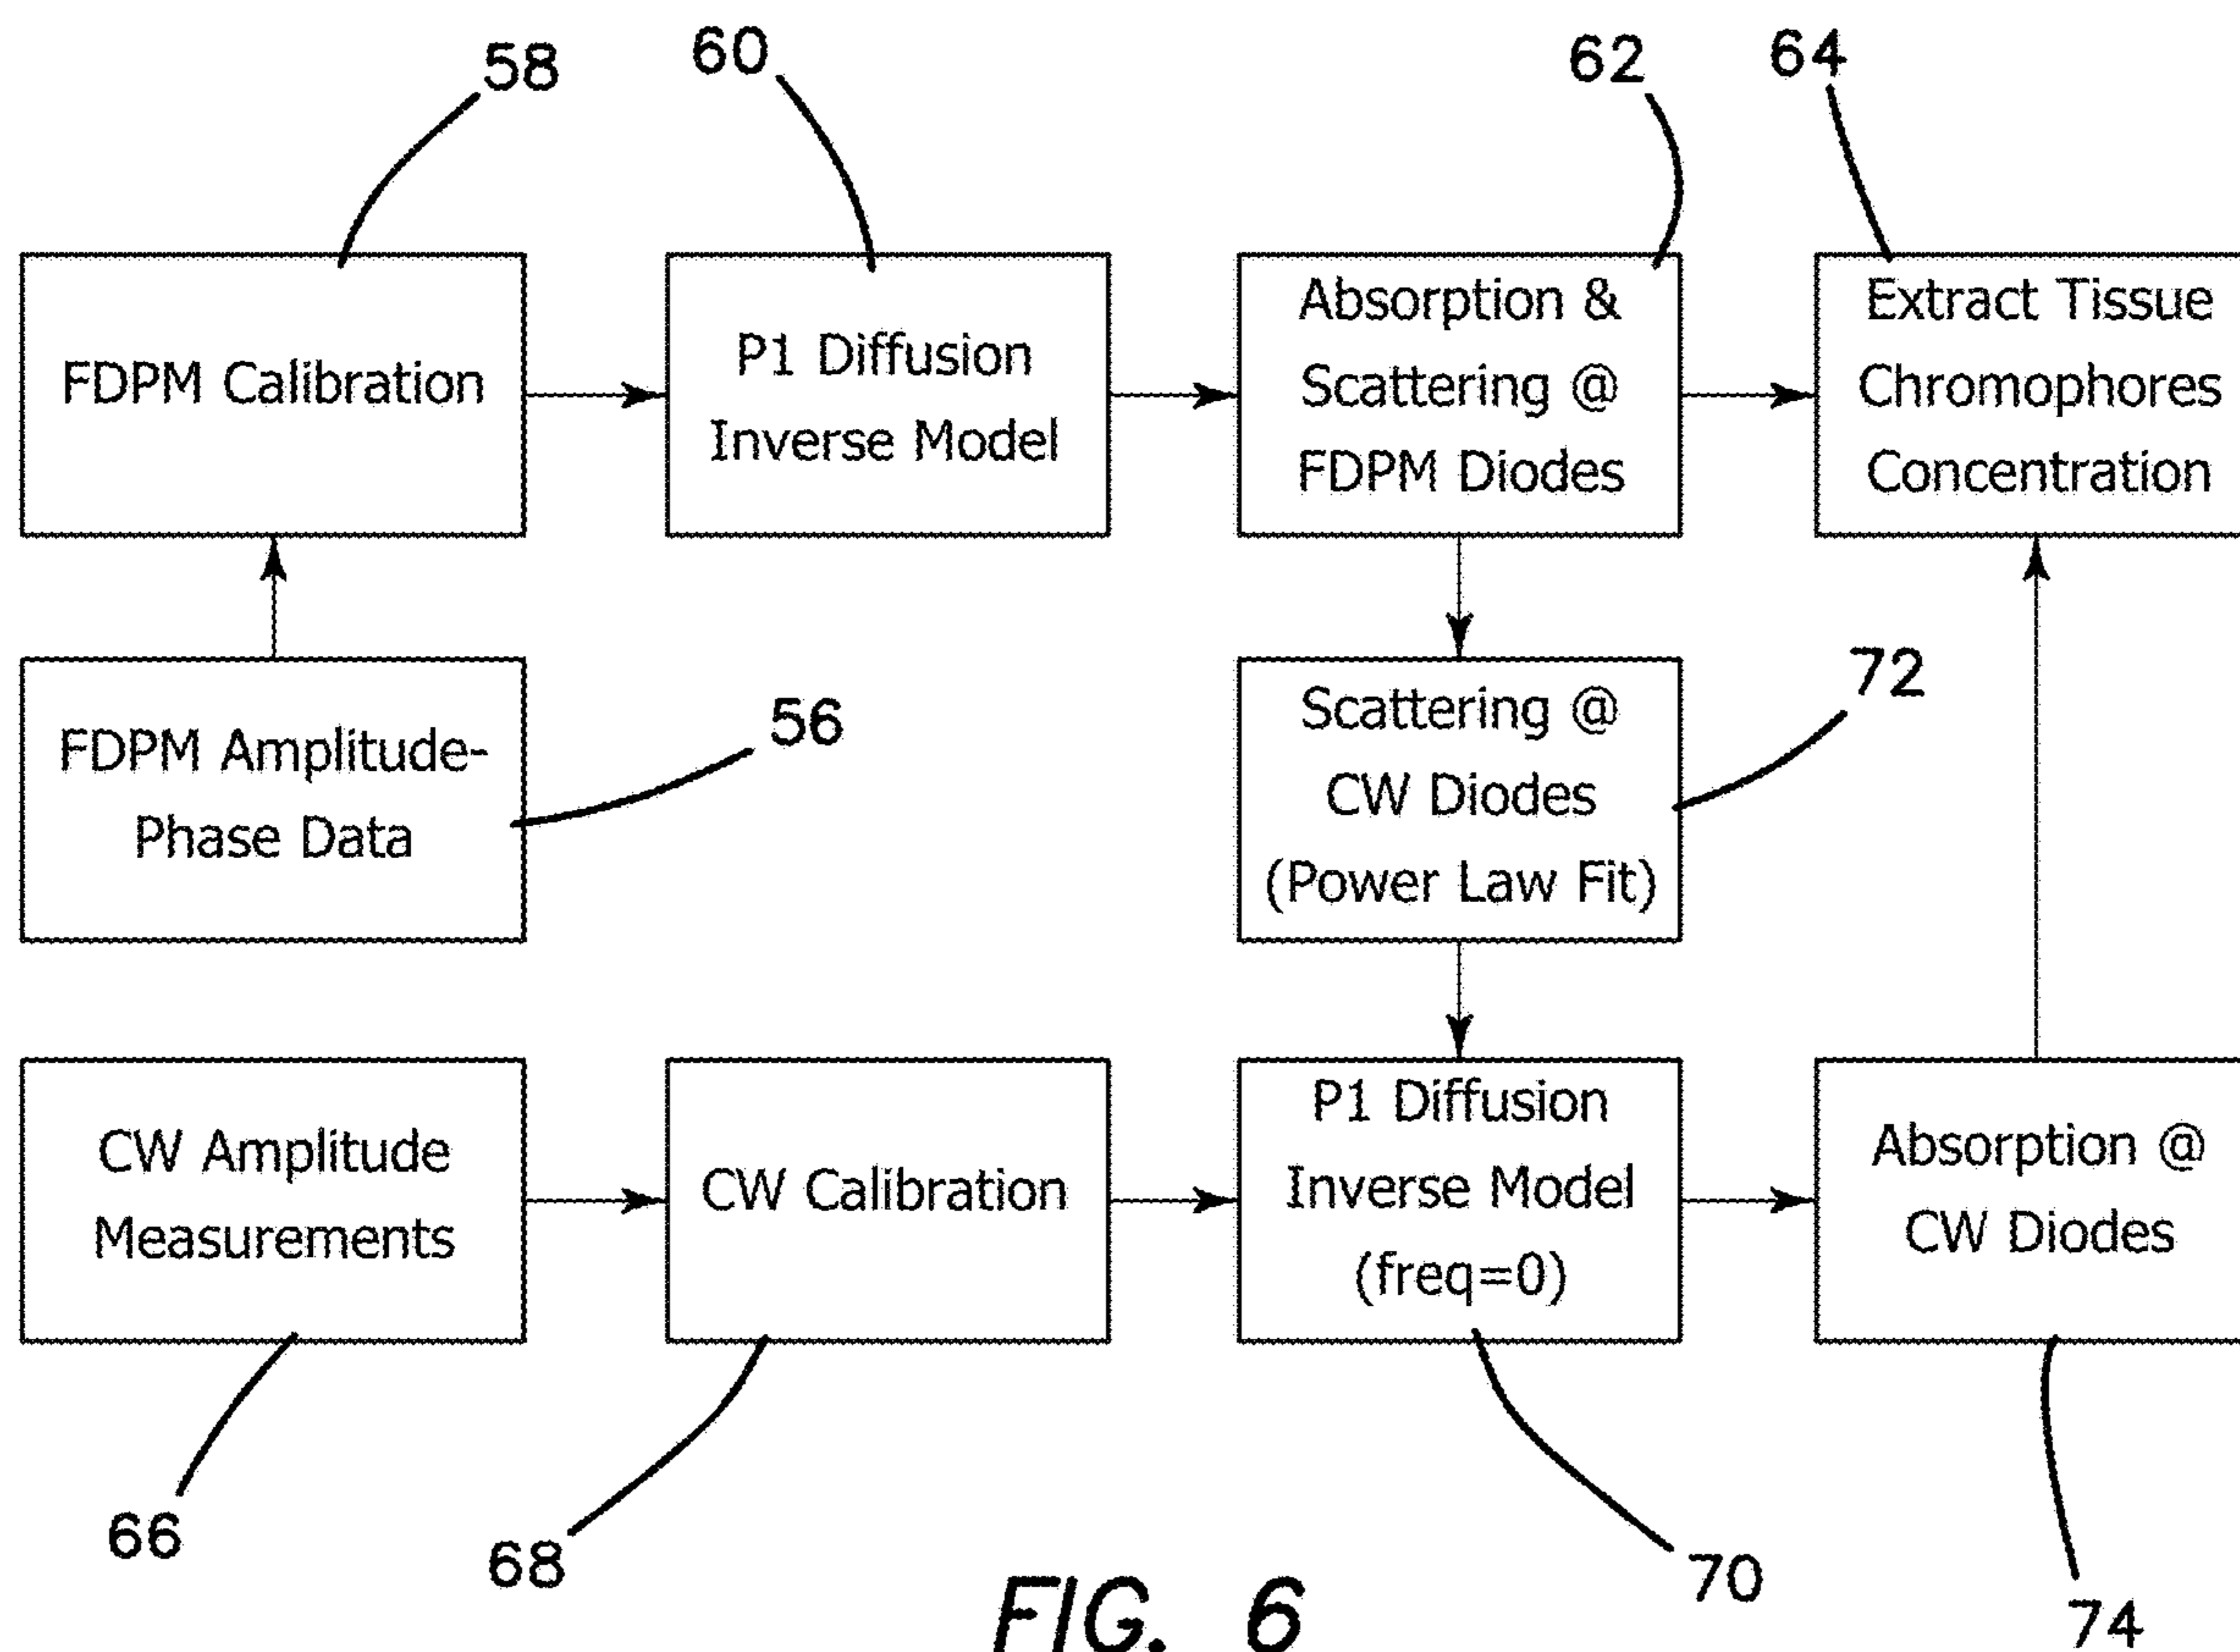 58
60
62
64
FDPM Calibration
P1 Diffusion
Inverse Model
Absorption &
Scattering @
FDPM Diodes
Extract Tissue
Chromophores
Concentration
FDPM Amplitude-
Phase Data
56
Scattering @
CW Diodes
(Power Law Fit)
72
CW Amplitude
Measurements
CW Calibration
P1 Diffusion
Inverse Model
(freq=0)
Absorption @
CW Diodes
66
68
70
74
FIG. 6